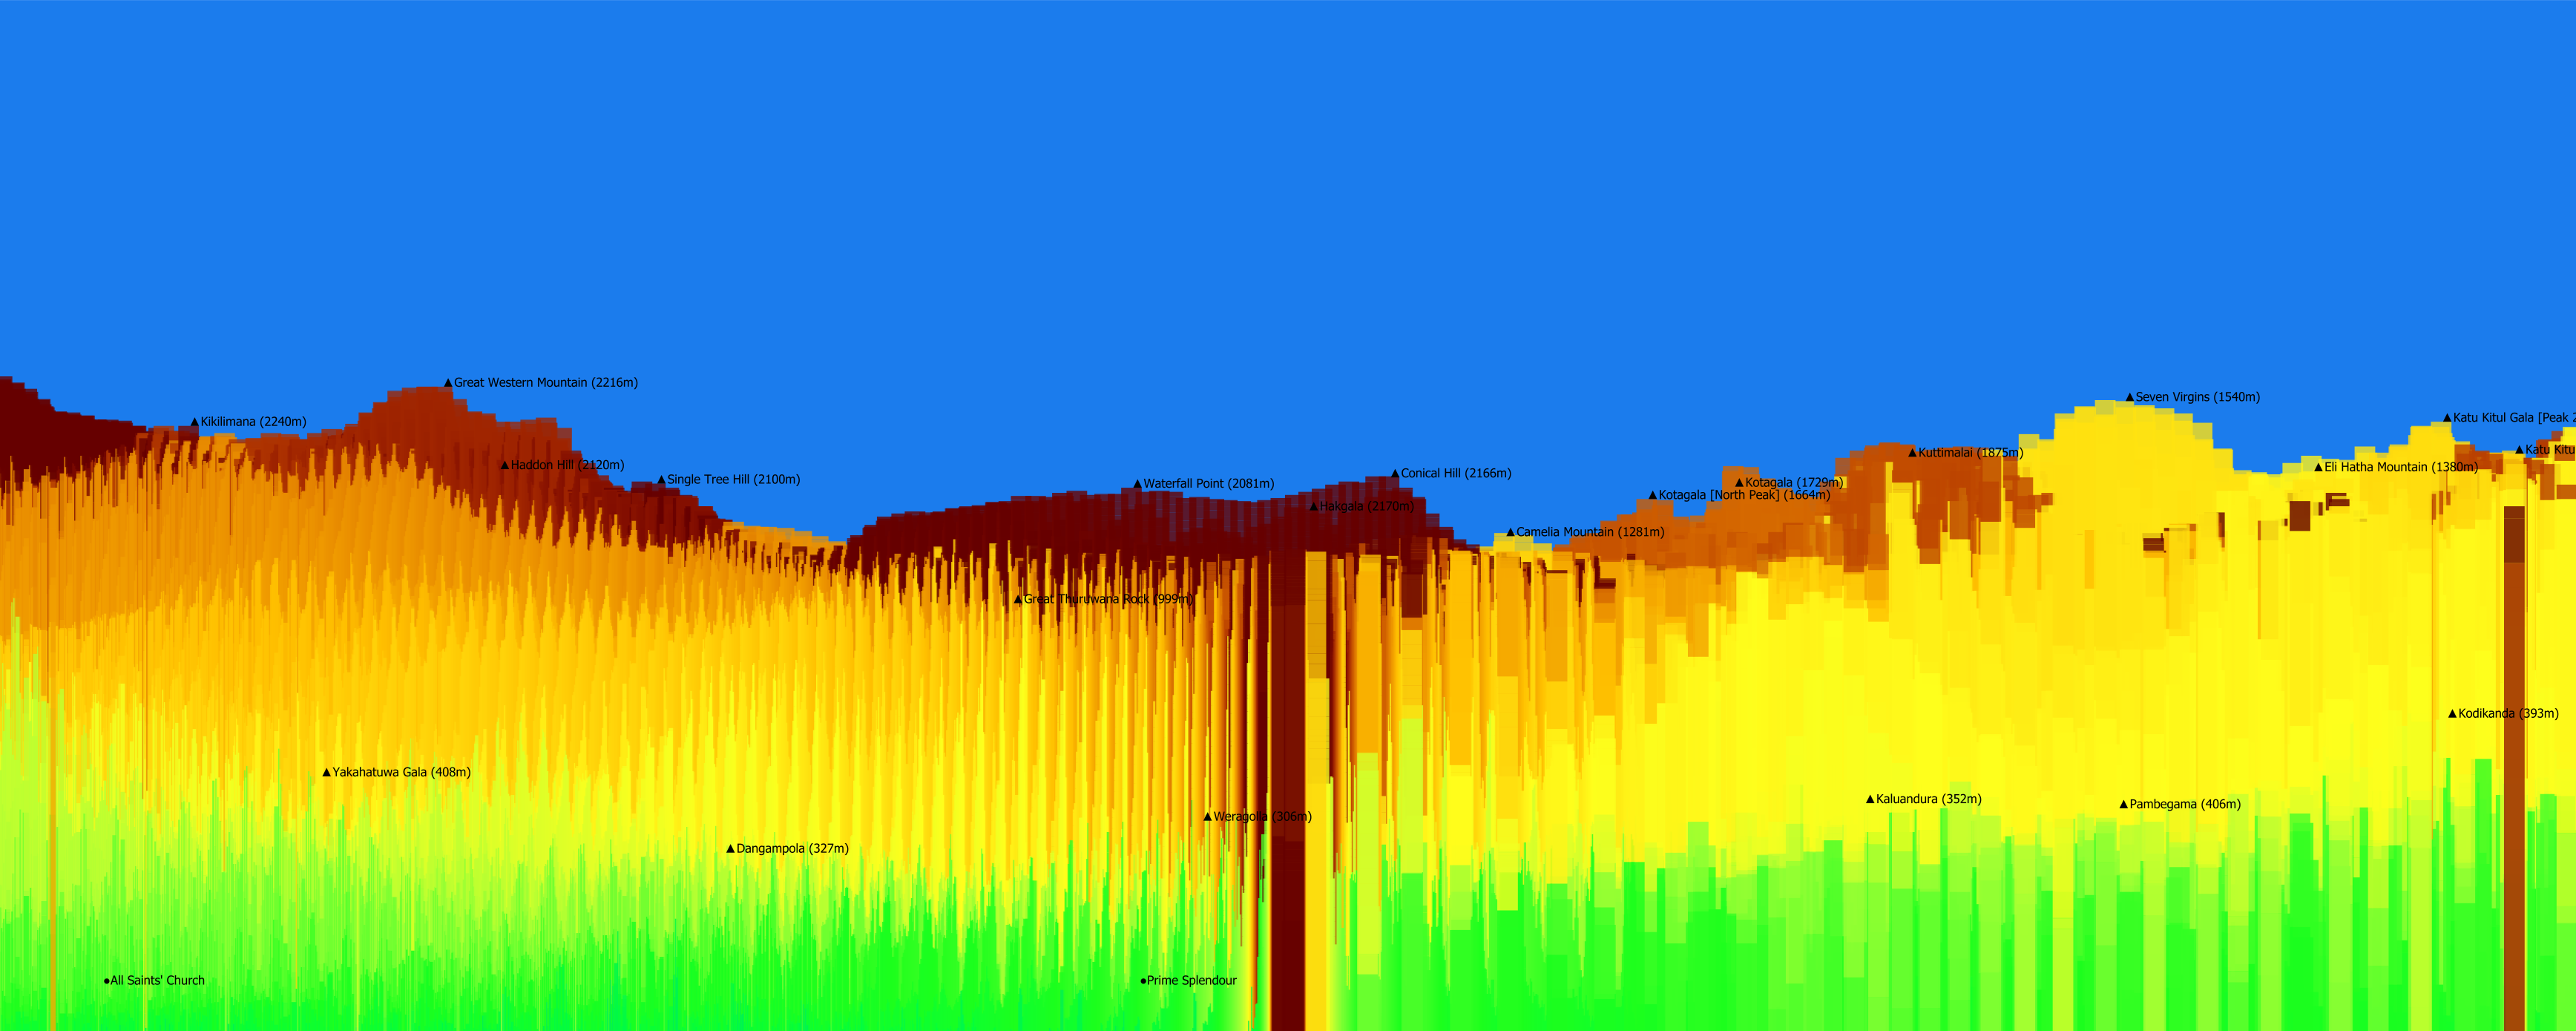 Great Western Mountain (2216m)
Seven Virgins (1540m)
Katu Kitul Gala [Peak 2
Kikilimana (2240m)
Katu Kitu
Kuttimalai (1875m)
Haddon Hill (2120m)
Eli Hatha Mountain (1380m)
Conical Hill (2166m)
Single Tree Hill (2100m)
Waterfall Point (2081m)
Kotagala (1729m)
Kotagala [North Peak] (1664m)
Hakgala (2170m)
Camelia Mountain (1281m)
Great Thuruwana Rock (999m)
Kodikanda (393m)
Yakahatuwa Gala (408m)
Kaluandura (352m)
Pambegama (406m)
Weragolla (306m)
Dangampola (327m)
All Saints' Church
Prime Splendour